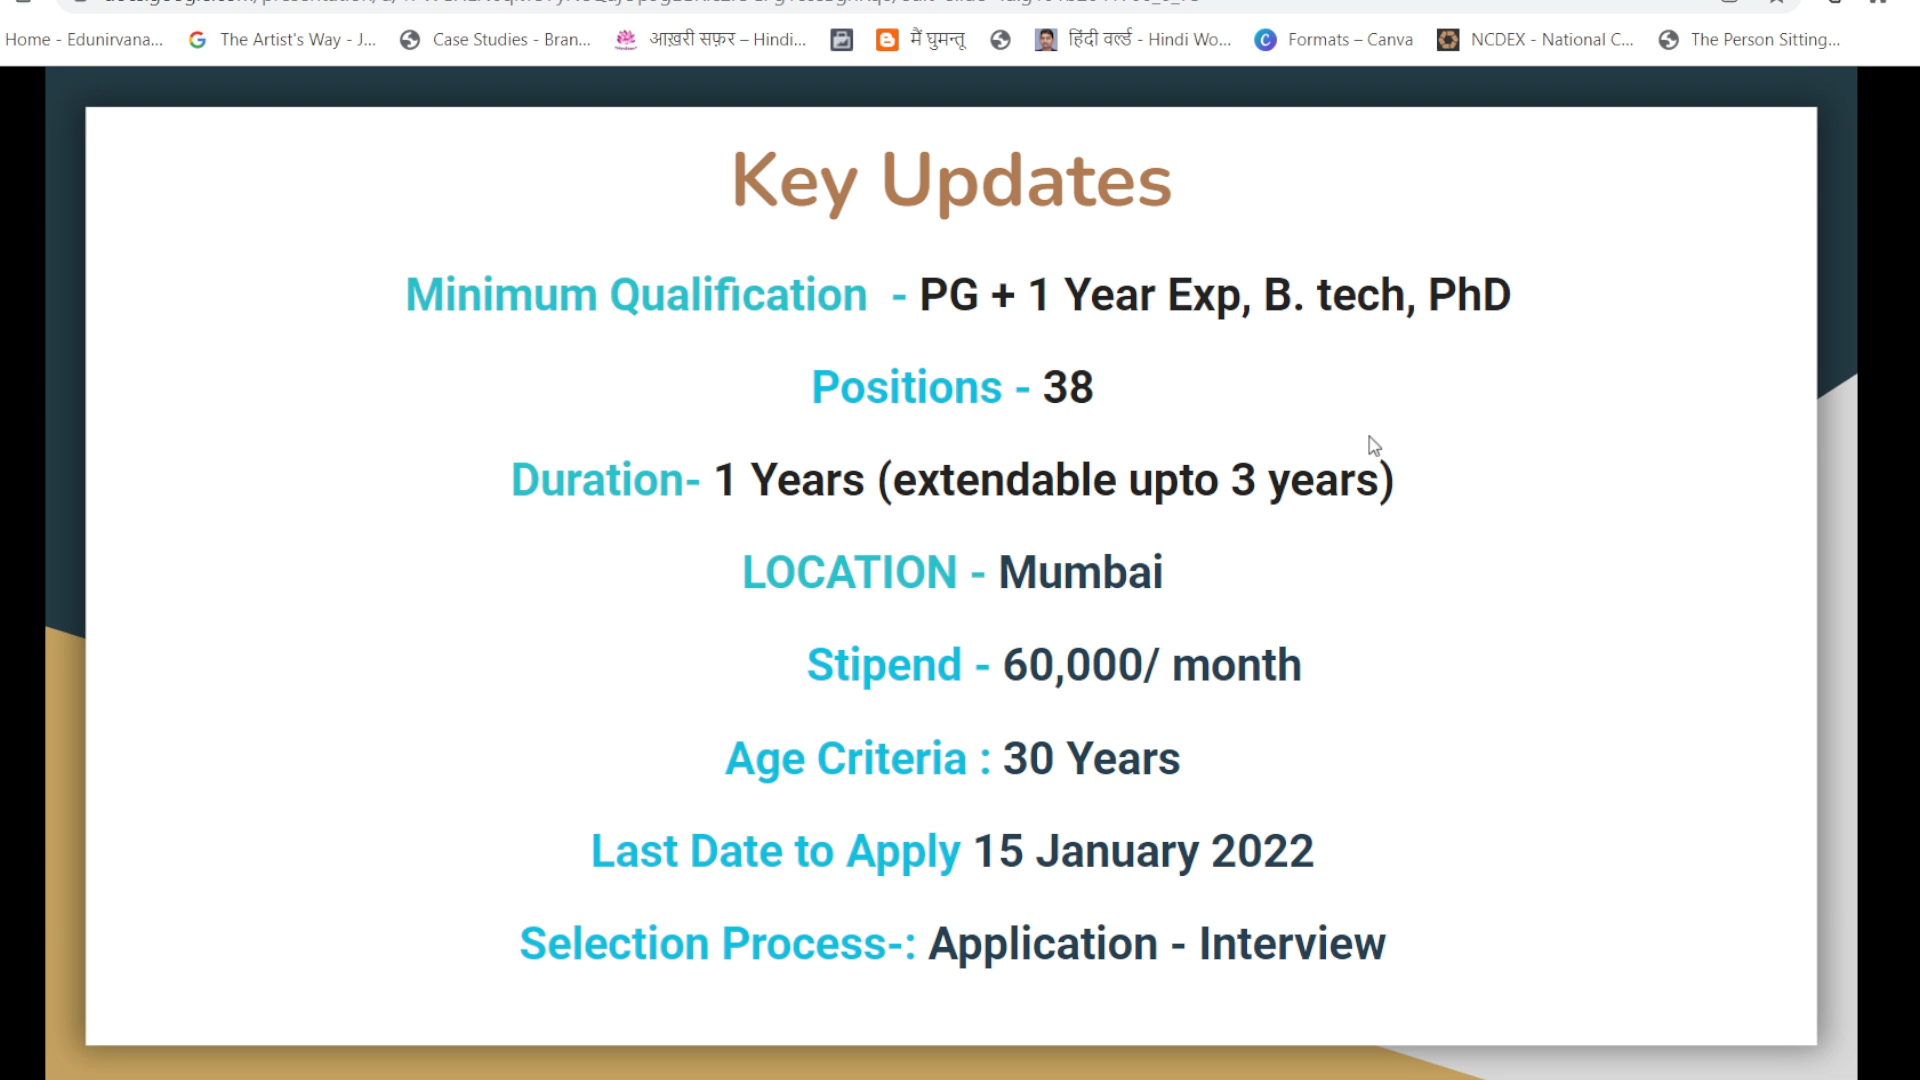 Home - Edunirvana... The Artist's Way - J... Case Studies - Bran... आख़री सफ़र – Hindi... मैं घुमन्तू हिंदी वर्ल्ड - Hindi Wo... Formats – Canva NCDEX - National C... The Person Sitting...
Key Updates
Minimum Qualification - PG + 1 Year Exp, B. tech, PhD
Positions - 38
Duration- 1 Years (extendable upto 3 years)
LOCATION - Mumbai
Stipend - 60,000/ month
Age Criteria : 30 Years
Last Date to Apply 15 January 2022
Selection Process-: Application - Interview